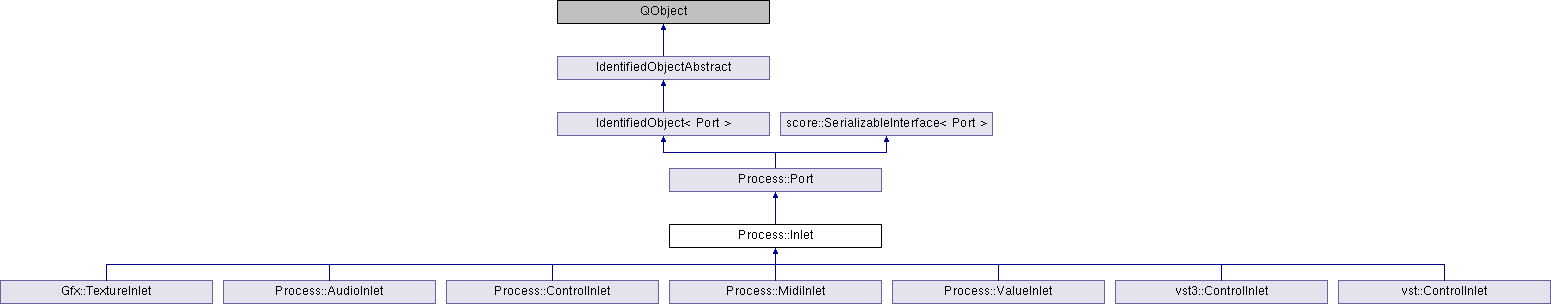 QObject
IdentifiedObjectAbstract
IdentifiedObject< Port >
score::SerializableInterface< Port >
Process::Port
Process::Inlet
Gfx::TextureInlet
Process::AudioInlet
Process::ControlInlet
Process::MidiInlet
Process::ValueInlet
vst3::ControlInlet
vst::ControlInlet